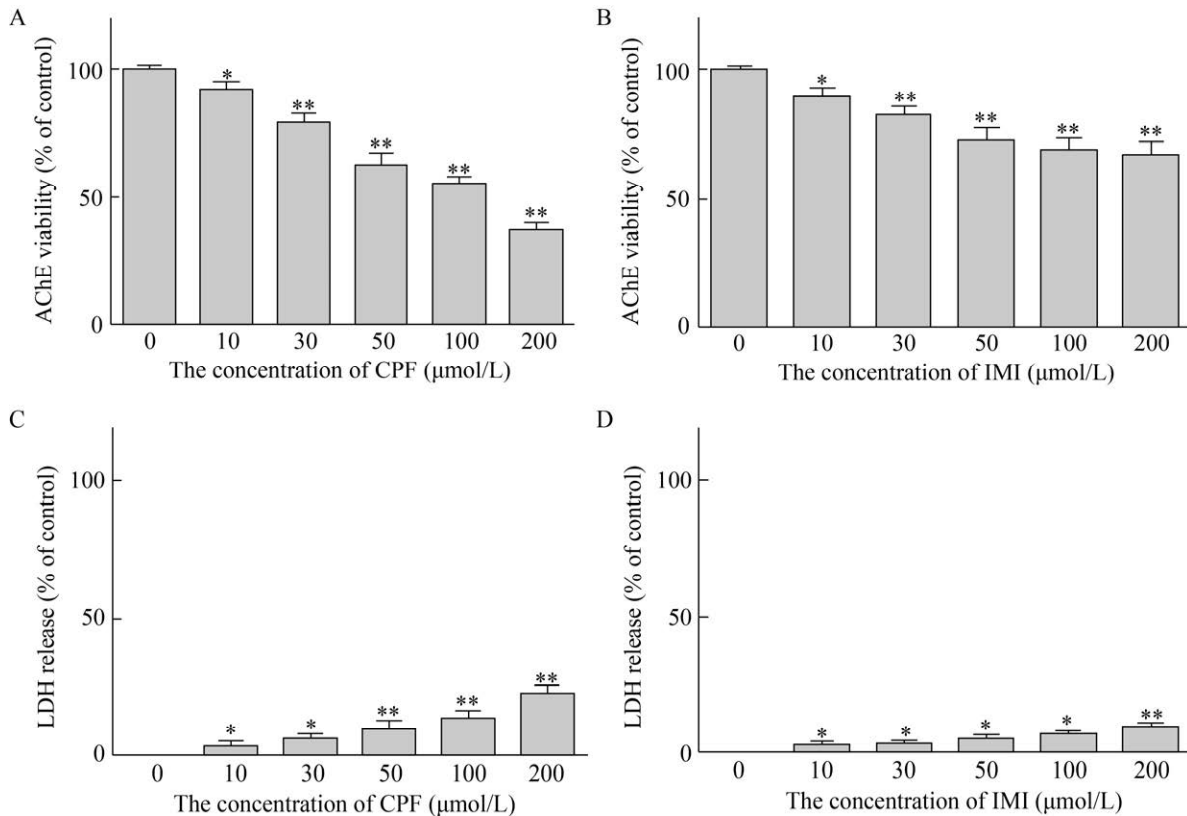 A
AChE viability (% of control)
100
50
0
*
**
**
**
**
0 10 30 50 100 200
The concentration of CPF (μmol/L)
B
AChE viability (% of control)
100
50
0
*
**
**
**
**
0 10 30 50 100 200
The concentration of IMI (μmol/L)
C
LDH release (% of control)
100
50
0
*
*
**
**
**
0 10 30 50 100 200
The concentration of CPF (μmol/L)
D
LDH release (% of control)
100
50
0
*
*
*
*
**
0 10 30 50 100 200
The concentration of IMI (μmol/L)